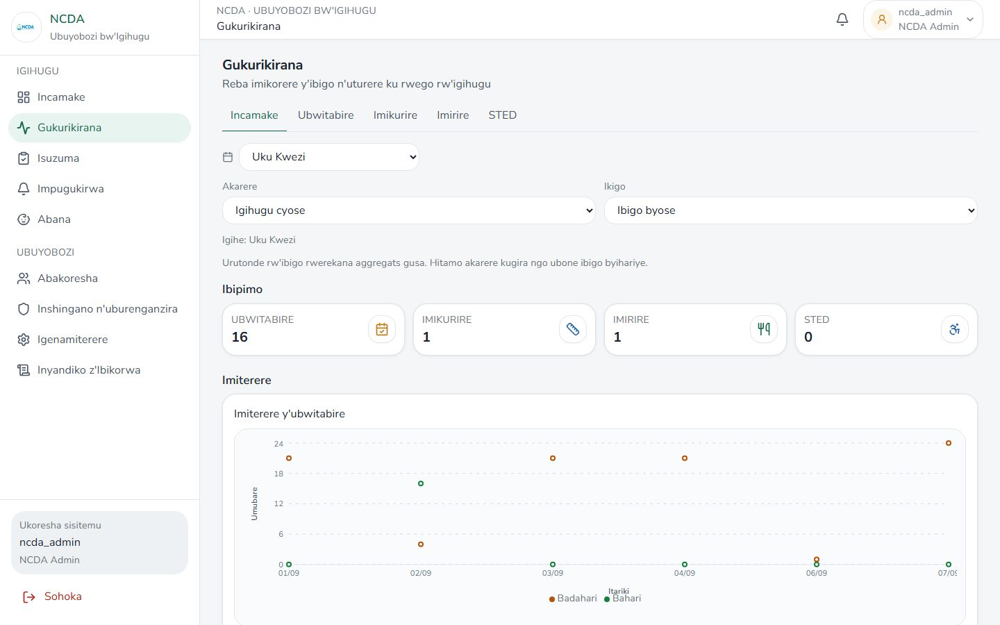 NCDA
NCDA
Ubuyobozi bw'Igihugu
IGIHUGU
Incamake
Gukurikirana
Isuzuma
Impugukirwa
Abana
UBUYOBOZI
Abakoresha
Inshingano n'uburenganzira
Igenamiterere
Inyandiko z'Ibikorwa
Ukoresha sisitemu
ncda_admin
NCDA Admin
Sohoka
NCDA · UBUYOBOZI BW'IGIHUGU
Gukurikirana
ncda_admin
NCDA Admin
Gukurikirana
Reba imikorere y'ibigo n'uturere ku rwego rw'igihugu
Incamake Ubwitabire Imikurire Imirire STED
Uku Kwezi
Akarere Ikigo
Igihugu cyose Ibigo byose
Igihe: Uku Kwezi
Urutonde rw'ibigo rwerekana aggregats gusa. Hitamo akarere kugira ngo ubone ibigo byihariye.
Ibipimo
UBWITABIRE IMIKURIRE IMIRIRE STED
16 1 1 0
Imiterere
Imiterere y'ubwitabire
24
18
12
6
0
Umubare
01/09 02/09 03/09 04/09 06/09 07/09
Itariki
Badahari Bahari